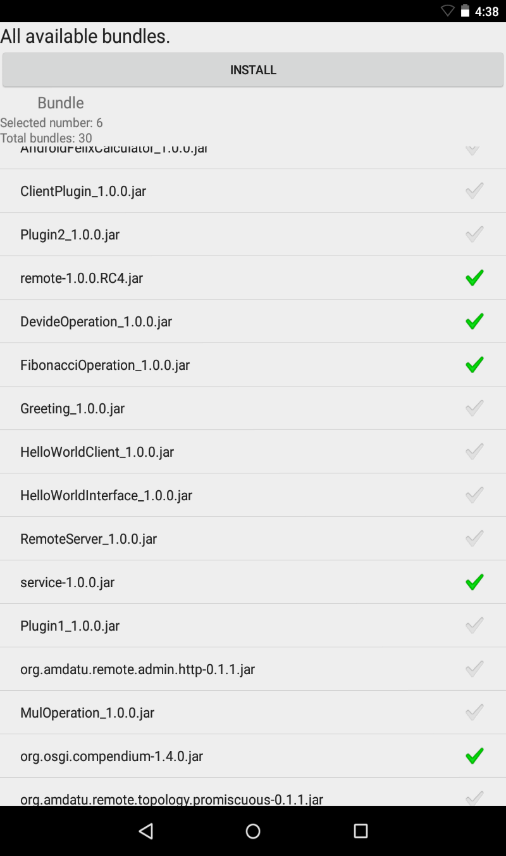 4:38
All available bundles.
INSTALL
Bundle
Selected number: 6
Total bundles: 30
AndroidFelixCalculator_1.0.0.jar
ClientPlugin_1.0.0.jar
Plugin2_1.0.0.jar
remote-1.0.0.RC4.jar
DevideOperation_1.0.0.jar
FibonacciOperation_1.0.0.jar
Greeting_1.0.0.jar
HelloWorldClient_1.0.0.jar
HelloWorldInterface_1.0.0.jar
RemoteServer_1.0.0.jar
service-1.0.0.jar
Plugin1_1.0.0.jar
org.amdatu.remote.admin.http-0.1.1.jar
MulOperation_1.0.0.jar
org.osgi.compendium-1.4.0.jar
org.amdatu.remote.topology.promiscuous-0.1.1.jar